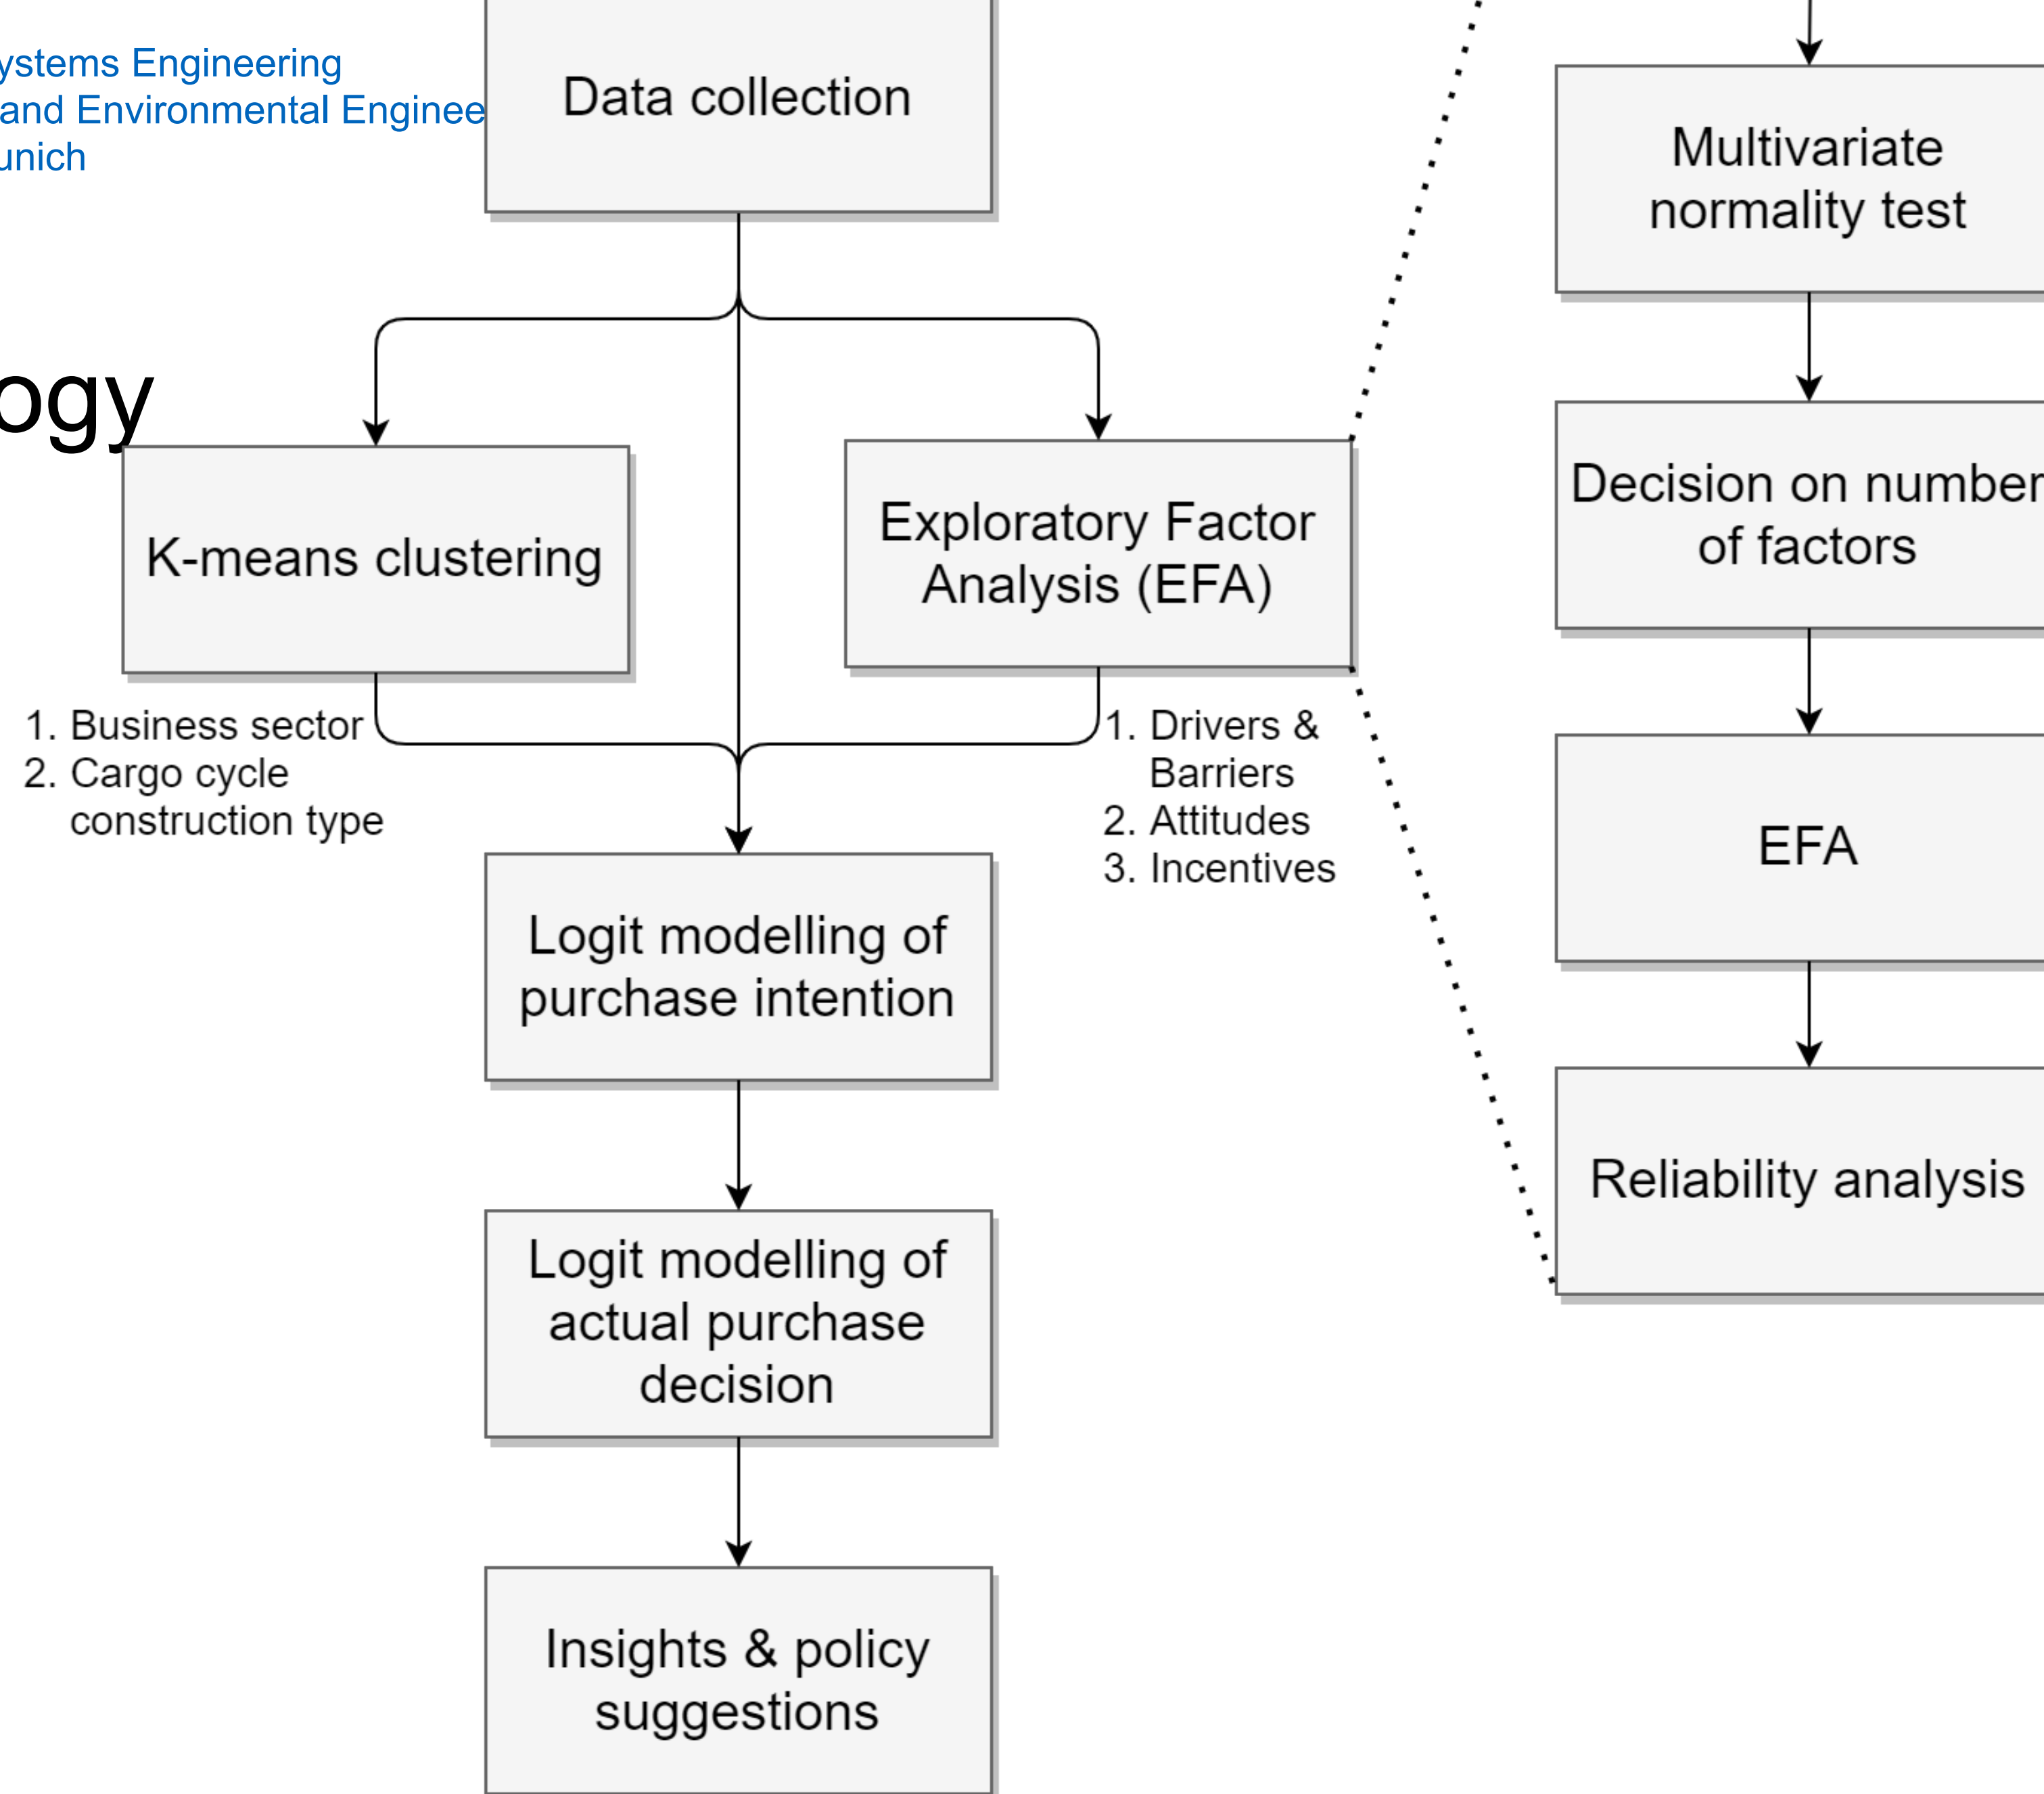 ystems Engineering
and Environmental Enginee
unich
ogy
Data collection
K-means clustering
Exploratory Factor
Analysis (EFA)
1. Business sector
2. Cargo cycle
construction type
1. Drivers &
Barriers
2. Attitudes
3. Incentives
Logit modelling of
purchase intention
Logit modelling of
actual purchase
decision
Insights & policy
suggestions
Multivariate
normality test
Decision on number
of factors
EFA
Reliability analysis